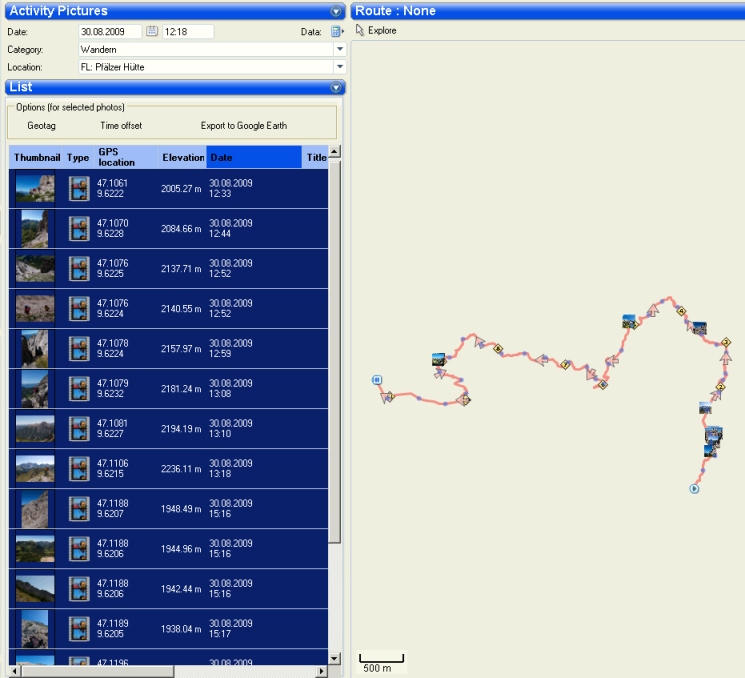 Activity Pictures
Date:
30.08.2009
12:18
Data:
Category:
Wandern
Location:
FL: Pfälzer Hütte
List
Options (for selected photos)
Geotag
Time offset
Export to Google Earth
Thumbnail Type GPS location Elevation Date Title
47.1061
9.6222
2005.27 m
30.08.2009
12:33
47.1070
9.6228
2084.66 m
30.08.2009
12:44
47.1076
9.6225
2137.71 m
30.08.2009
12:52
47.1076
9.6224
2140.55 m
30.08.2009
12:52
47.1078
9.6224
2157.97 m
30.08.2009
12:59
47.1079
9.6232
2181.24 m
30.08.2009
13:08
47.1081
9.6227
2194.19 m
30.08.2009
13:10
47.1106
9.6215
2236.11 m
30.08.2009
13:18
47.1188
9.6207
1948.49 m
30.08.2009
15:16
47.1188
9.6206
1944.96 m
30.08.2009
15:16
47.1188
9.6206
1942.44 m
30.08.2009
15:16
47.1189
9.6205
1938.04 m
30.08.2009
15:17
47.1196
30.08.2009
Route : None
Explore
500 m